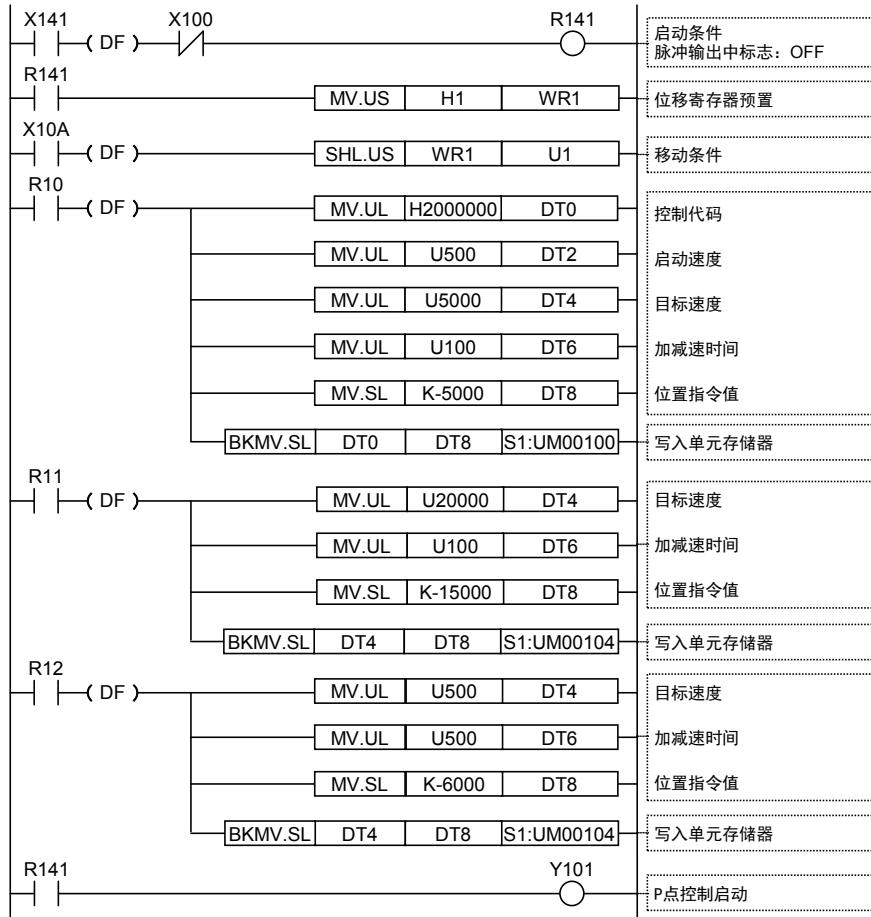 X141 X100 R141
( DF )
启动条件
脉冲输出中标志：OFF
R141
MV.US H1 WR1
位移寄存器预置
X10A
( DF ) SHL.US WR1 U1
移动条件
R10
( DF ) MV.UL H2000000 DT0
控制代码
MV.UL U500 DT2
启动速度
MV.UL U5000 DT4
目标速度
MV.UL U100 DT6
加减速时间
MV.SL K-5000 DT8
位置指令值
BKMV.SL DT0 DT8 S1:UM00100
写入单元存储器
R11
( DF ) MV.UL U20000 DT4
目标速度
MV.UL U100 DT6
加减速时间
MV.SL K-15000 DT8
位置指令值
BKMV.SL DT4 DT8 S1:UM00104
写入单元存储器
R12
( DF ) MV.UL U500 DT4
目标速度
MV.UL U500 DT6
加减速时间
MV.SL K-6000 DT8
位置指令值
BKMV.SL DT4 DT8 S1:UM00104
写入单元存储器
R141 Y101
P点控制启动